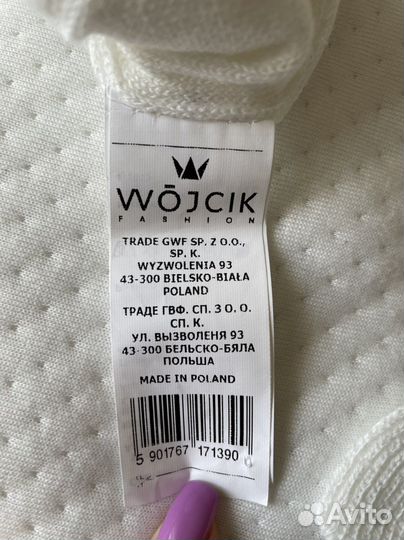 WÓJCIK
FASHION
TRADE GWF SP. Z O.O.,
SP. K.
WYZWOLENIA 93
43-300 BIELSKO-BIAŁA
POLAND
ТРАДЕ ГВФ. СП. З О. О.
СП. К.
УЛ. ВЫЗВОЛЕНЯ 93
43-300 БЕЛЬСКО-БЯЛА
ПОЛЬША
MADE IN POLAND
5 901767 171390
Avito